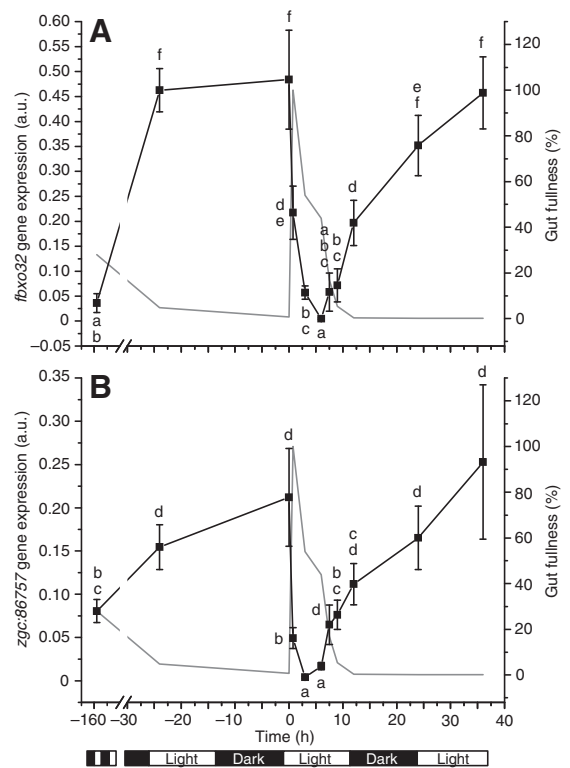 A
fbxo32 gene expression (a.u.)
0.60
0.55
0.50
0.45
0.40
0.35
0.30
0.25
0.20
0.15
0.10
0.05
0
−0.05
Gut fullness (%)
120
100
80
60
40
20
0
a
b
f
f
d
e
b
c
a
a
b
c
b
c
d
e
f
f
B
zgc:86757 gene expression (a.u.)
0.35
0.30
0.25
0.20
0.15
0.10
0.05
0
Gut fullness (%)
120
100
80
60
40
20
0
b
c
d
d
b
a
a
d
b
c
c
d
d
d
−160 −30 −20 −10 0 10 20 30 40
Time (h)
Light Dark Light Dark Light